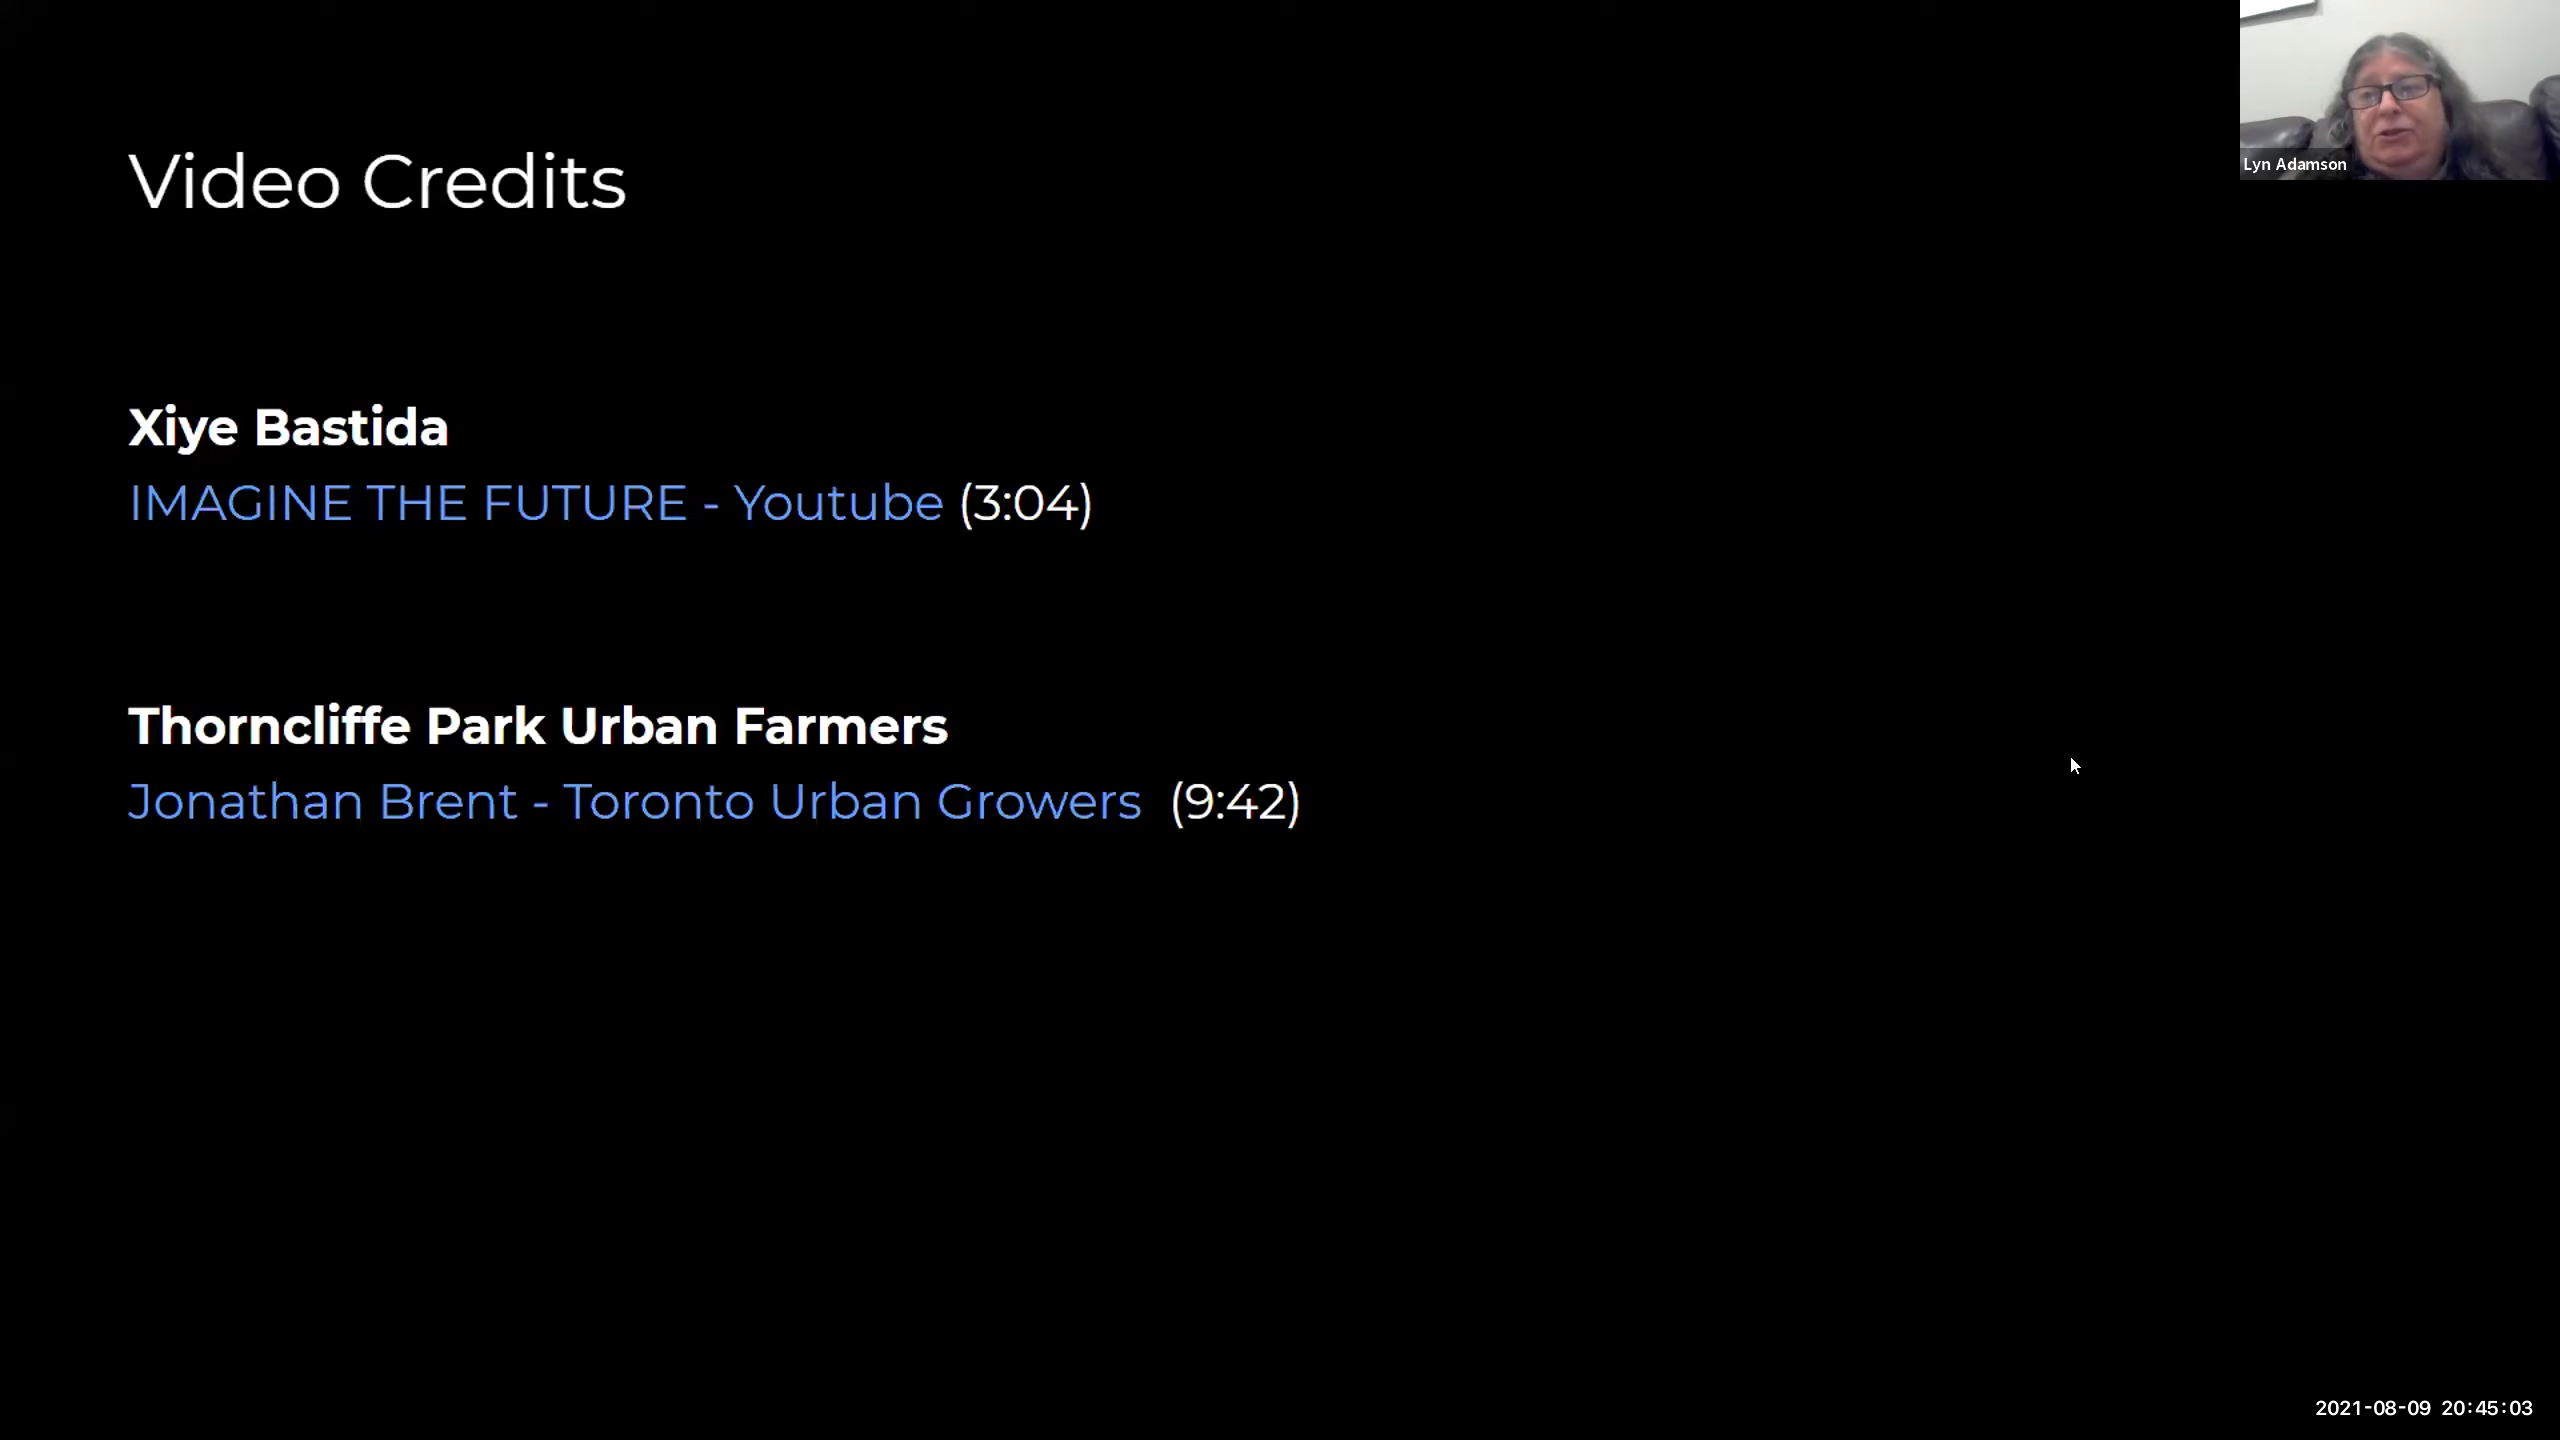 Lyn Adamson
Video Credits
Xiye Bastida
IMAGINE THE FUTURE - Youtube (3:04)
Thorncliffe Park Urban Farmers
Jonathan Brent - Toronto Urban Growers (9:42)
2021-08-09 20:45:03